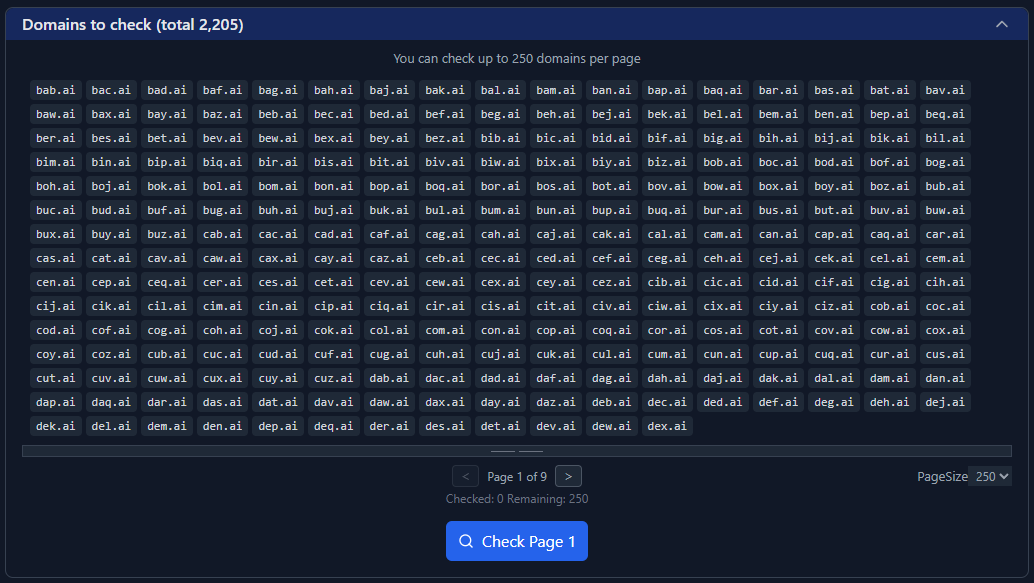 Domains to check (total 2,205)
You can check up to 250 domains per page
bab.ai bac.ai bad.ai baf.ai bag.ai bah.ai baj.ai bak.ai bal.ai bam.ai ban.ai bap.ai baq.ai bar.ai bas.ai bat.ai bav.ai
baw.ai bax.ai bay.ai baz.ai beb.ai bec.ai bed.ai bef.ai beg.ai beh.ai bej.ai bek.ai bel.ai bem.ai ben.ai bep.ai beq.ai
ber.ai bes.ai bet.ai bev.ai bew.ai bex.ai bey.ai bez.ai bib.ai bic.ai bid.ai bif.ai big.ai bih.ai bij.ai bik.ai bil.ai
bim.ai bin.ai bip.ai biq.ai bir.ai bis.ai bit.ai biv.ai biw.ai bix.ai biy.ai biz.ai bob.ai boc.ai bod.ai bof.ai bog.ai
boh.ai boj.ai bok.ai bol.ai bom.ai bon.ai bop.ai boq.ai bor.ai bos.ai bot.ai bov.ai bow.ai box.ai boy.ai boz.ai bub.ai
buc.ai bud.ai buf.ai bug.ai buh.ai buj.ai buk.ai bul.ai bum.ai bun.ai bup.ai buq.ai bur.ai bus.ai but.ai buv.ai buw.ai
bux.ai buy.ai buz.ai cab.ai cac.ai cad.ai caf.ai cag.ai cah.ai caj.ai cak.ai cal.ai cam.ai can.ai cap.ai caq.ai car.ai
cas.ai cat.ai cav.ai caw.ai cax.ai cay.ai caz.ai ceb.ai cec.ai ced.ai cef.ai ceg.ai ceh.ai cej.ai cek.ai cel.ai cem.ai
cen.ai cep.ai ceq.ai cer.ai ces.ai cet.ai cev.ai cew.ai cex.ai cey.ai cez.ai cib.ai cic.ai cid.ai cif.ai cig.ai cih.ai
cij.ai cik.ai cil.ai cim.ai cin.ai cip.ai ciq.ai cir.ai cis.ai cit.ai civ.ai ciw.ai cix.ai ciy.ai ciz.ai cob.ai coc.ai
cod.ai cof.ai cog.ai coh.ai coj.ai cok.ai col.ai com.ai con.ai cop.ai coq.ai cor.ai cos.ai cot.ai cov.ai cow.ai cox.ai
coy.ai coz.ai cub.ai cuc.ai cud.ai cuf.ai cug.ai cuh.ai cuj.ai cuk.ai cul.ai cum.ai cun.ai cup.ai cuq.ai cur.ai cus.ai
cut.ai cuv.ai cuw.ai cux.ai cuy.ai cuz.ai dab.ai dac.ai dad.ai daf.ai dag.ai dah.ai daj.ai dak.ai dal.ai dam.ai dan.ai
dap.ai daq.ai dar.ai das.ai dat.ai dav.ai daw.ai dax.ai day.ai daz.ai deb.ai dec.ai ded.ai def.ai deg.ai deh.ai dej.ai
dek.ai del.ai dem.ai den.ai dep.ai deq.ai der.ai des.ai det.ai dev.ai dew.ai dex.ai
< Page 1 of 9 > PageSize 250
Checked: 0 Remaining: 250
Check Page 1